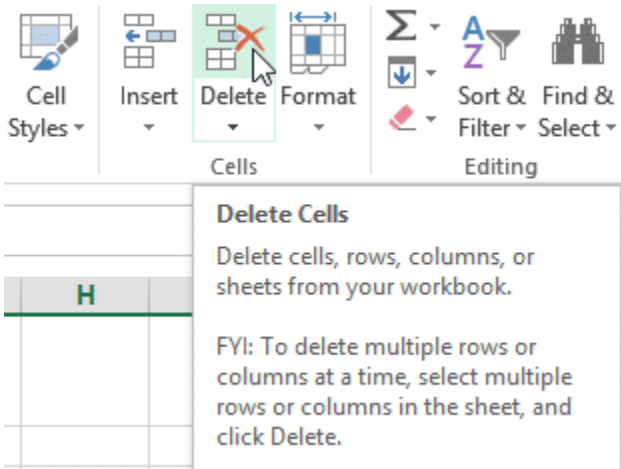 Cell
Styles
Insert
Delete
Format
Sort &
Filter
Find &
Select
Cells
Editing
H
Delete Cells
Delete cells, rows, columns, or
sheets from your workbook.
FYI: To delete multiple rows or
columns at a time, select multiple
rows or columns in the sheet, and
click Delete.